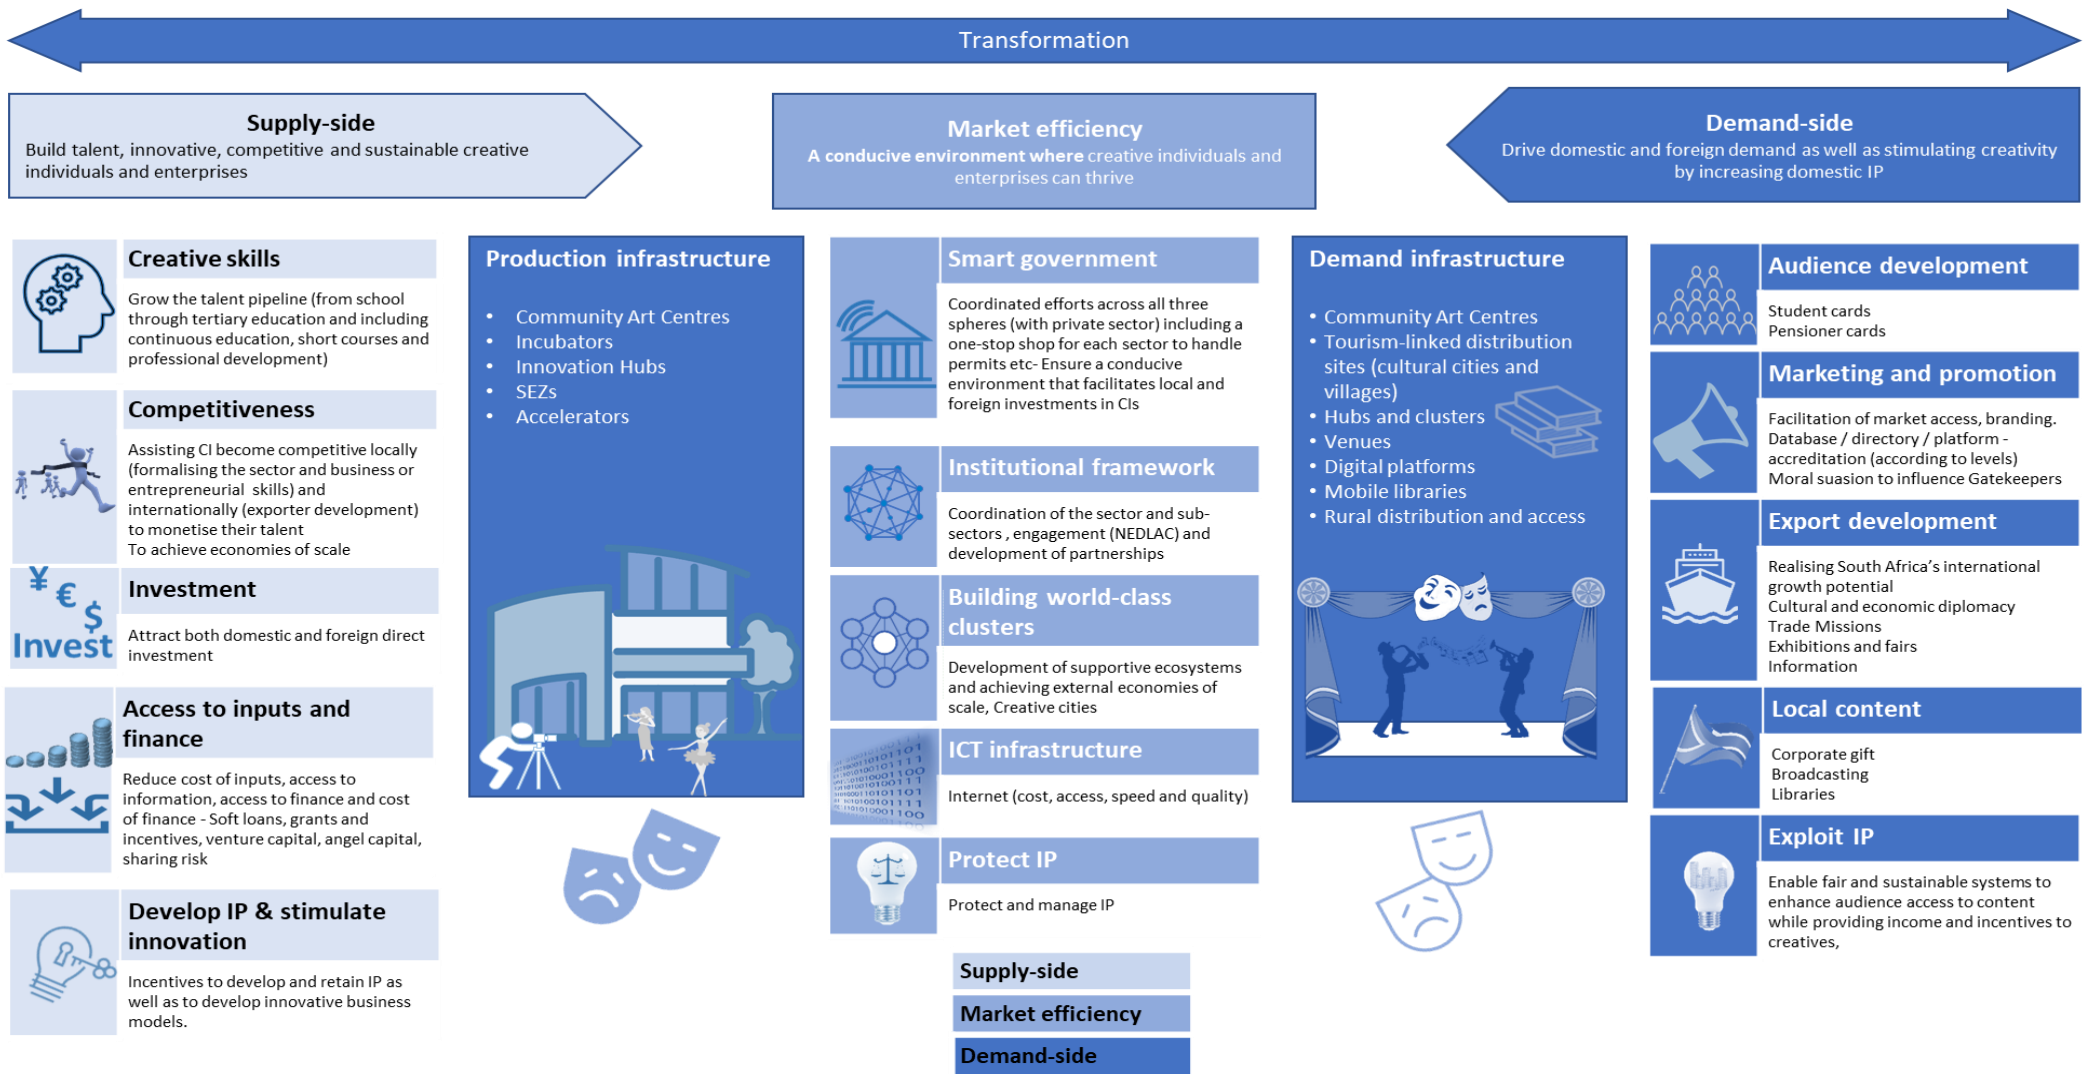 Transformation
Supply-side
Build talent, innovative, competitive and sustainable creative
individuals and enterprises
Market efficiency
A conducive environment where creative individuals and
enterprises can thrive
Demand-side
Drive domestic and foreign demand as well as stimulating creativity
by increasing domestic IP
Creative skills
Grow the talent pipeline (from school
through tertiary education and including
continuous education, short courses and
professional development)
Competitiveness
Assisting CI become competitive locally
(formalising the sector and business or
entrepreneurial skills) and
internationally (exporter development)
to monetise their talent
To achieve economies of scale
¥ € $
Invest
Investment
Attract both domestic and foreign direct
investment
Access to inputs and
finance
Reduce cost of inputs, access to
information, access to finance and cost
of finance - Soft loans, grants and
incentives, venture capital, angel capital,
sharing risk
Develop IP & stimulate
innovation
Incentives to develop and retain IP as
well as to develop innovative business
models.
Production infrastructure
• Community Art Centres
• Incubators
• Innovation Hubs
• SEZs
• Accelerators
Smart government
Coordinated efforts across all three
spheres (with private sector) including a
one-stop shop for each sector to handle
permits etc- Ensure a conducive
environment that facilitates local and
foreign investments in CIs
Institutional framework
Coordination of the sector and sub-
sectors , engagement (NEDLAC) and
development of partnerships
Building world-class
clusters
Development of supportive ecosystems
and achieving external economies of
scale, Creative cities
ICT infrastructure
Internet (cost, access, speed and quality)
Protect IP
Protect and manage IP
Demand infrastructure
• Community Art Centres
• Tourism-linked distribution
sites (cultural cities and
villages)
• Hubs and clusters
• Venues
• Digital platforms
• Mobile libraries
• Rural distribution and access
Audience development
Student cards
Pensioner cards
Marketing and promotion
Facilitation of market access, branding.
Database / directory / platform -
accreditation (according to levels)
Moral suasion to influence Gatekeepers
Export development
Realising South Africa’s international
growth potential
Cultural and economic diplomacy
Trade Missions
Exhibitions and fairs
Information
Local content
Corporate gift
Broadcasting
Libraries
Exploit IP
Enable fair and sustainable systems to
enhance audience access to content
while providing income and incentives to
creatives,
Supply-side
Market efficiency
Demand-side